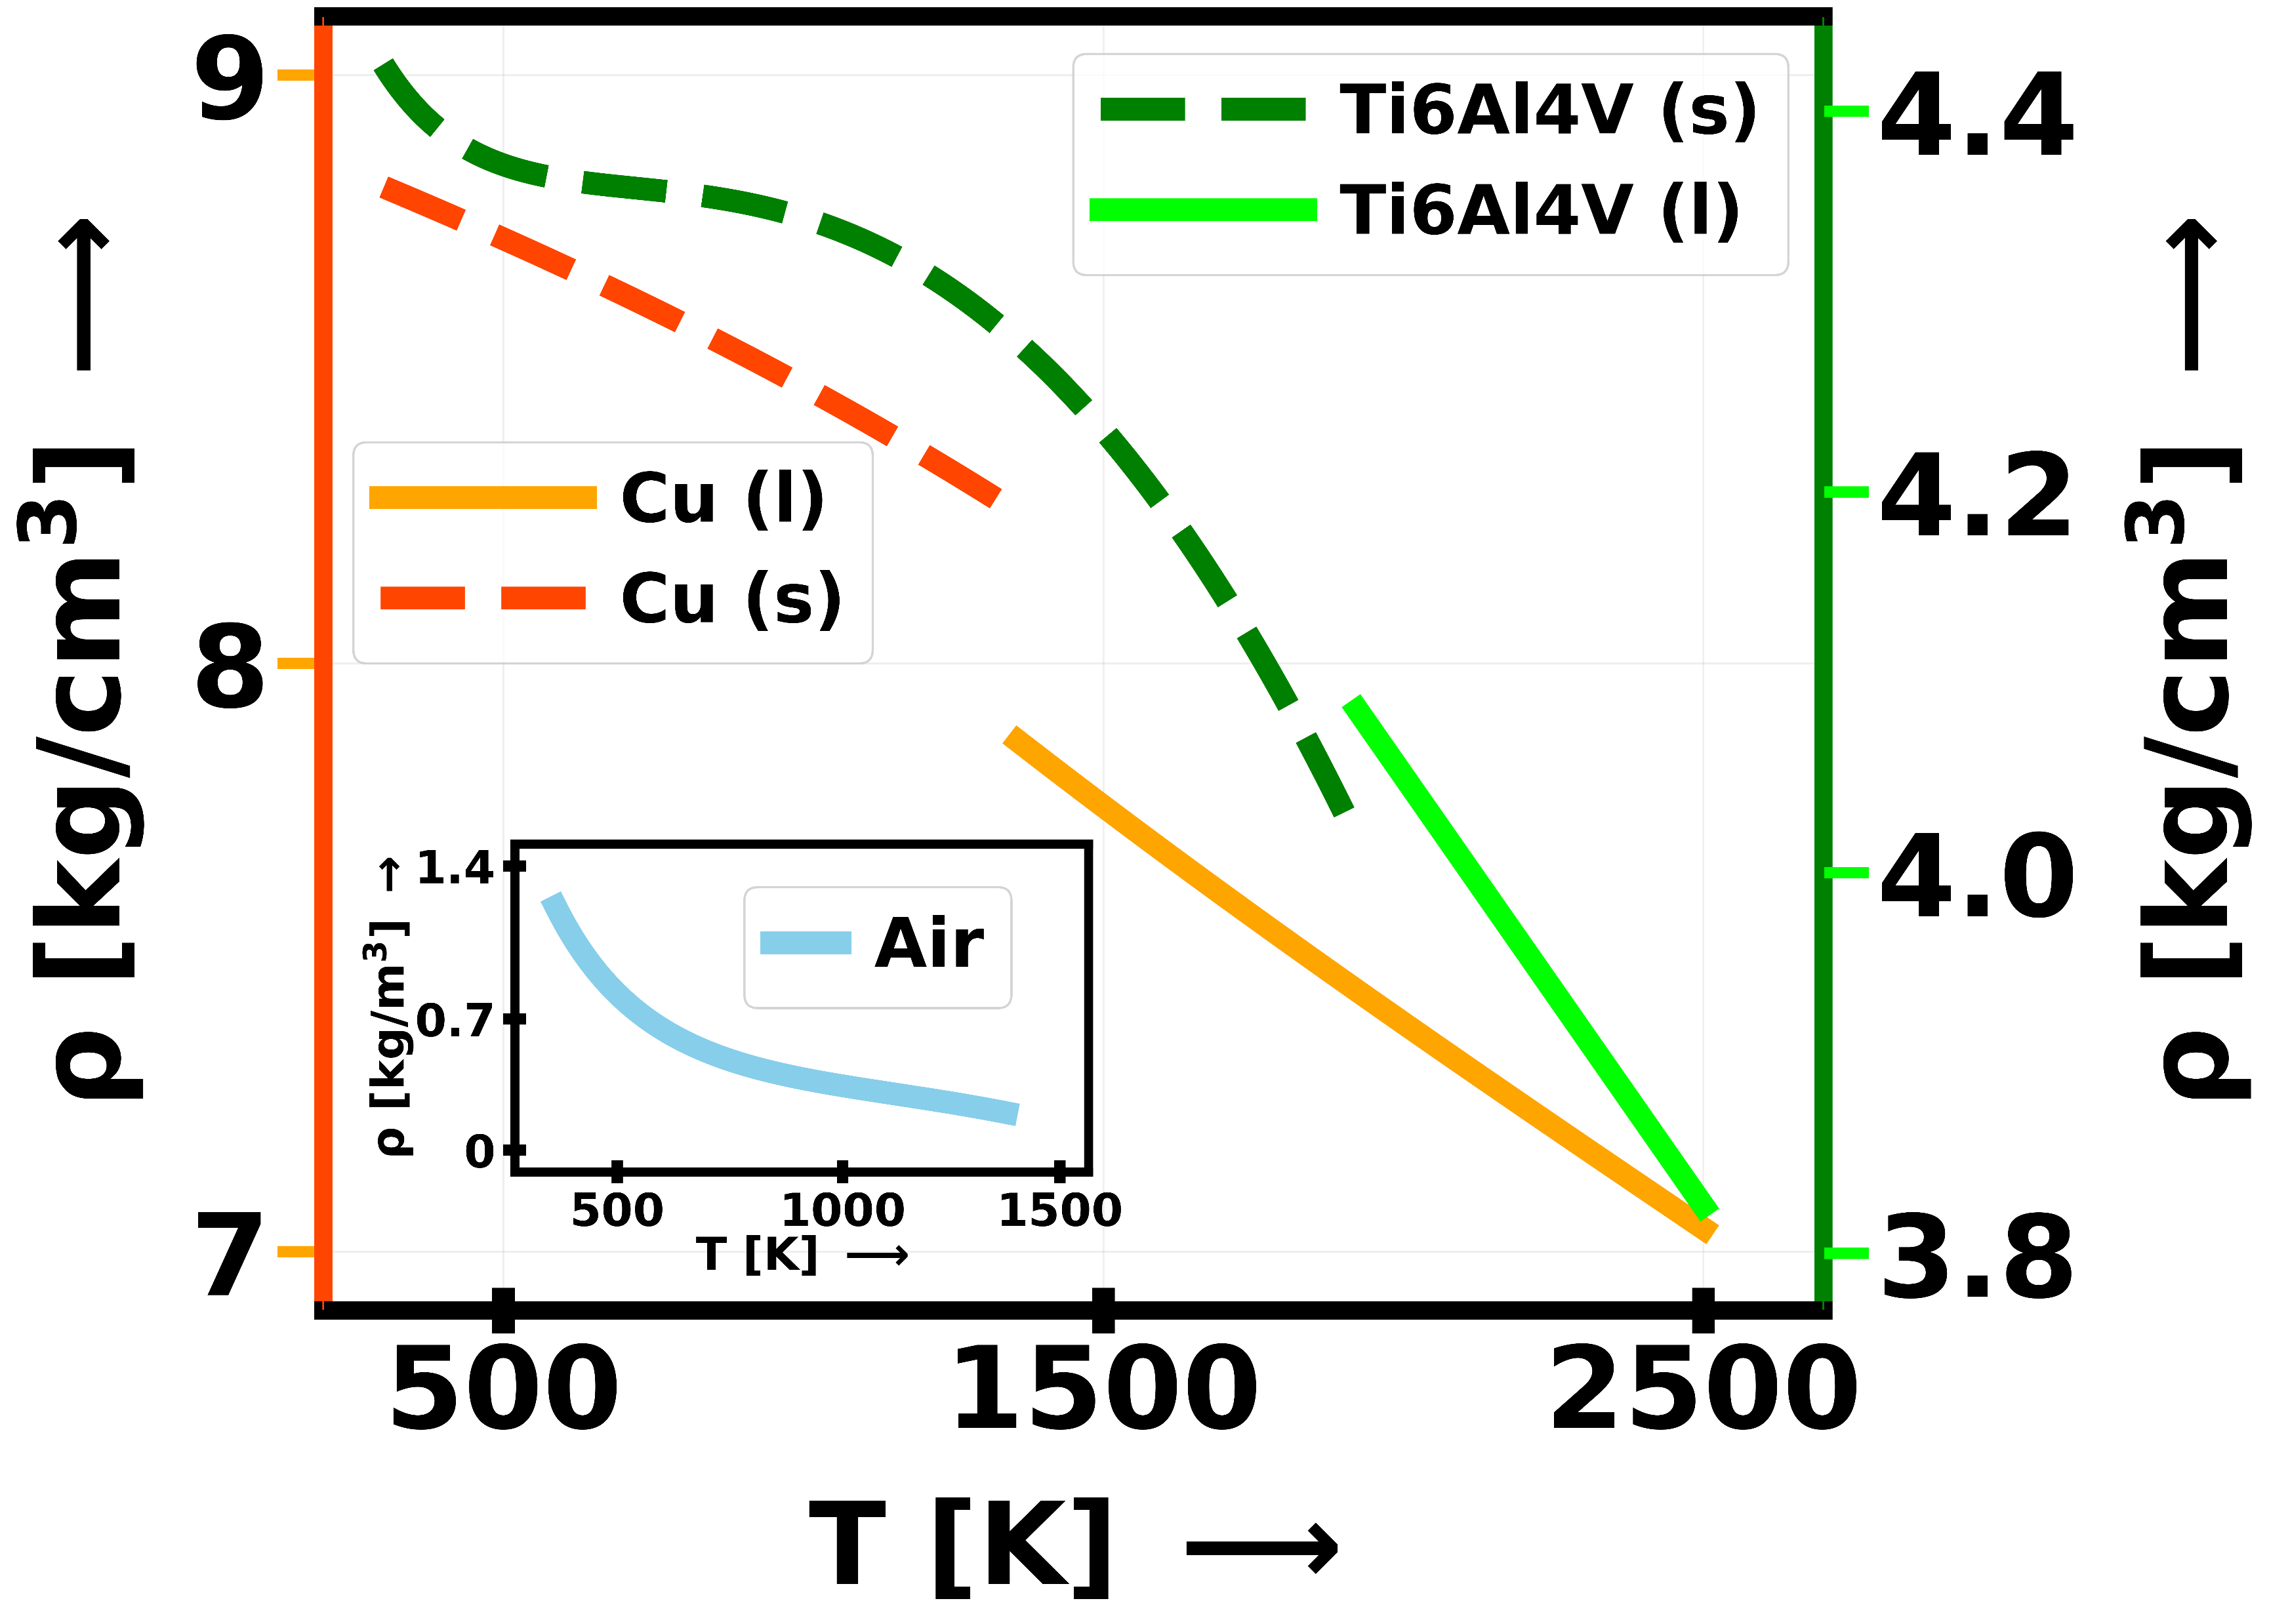 ρ [kg/cm³] ⟶
9
8
7
Ti6Al4V (s)
Ti6Al4V (l)
Cu (l)
Cu (s)
ρ [kg/m³] →
1.4
0.7
0
Air
500 1000 1500
T [K] ⟶
4.4
4.2
4.0
3.8
ρ [kg/cm³] ⟶
500 1500 2500
T [K] ⟶